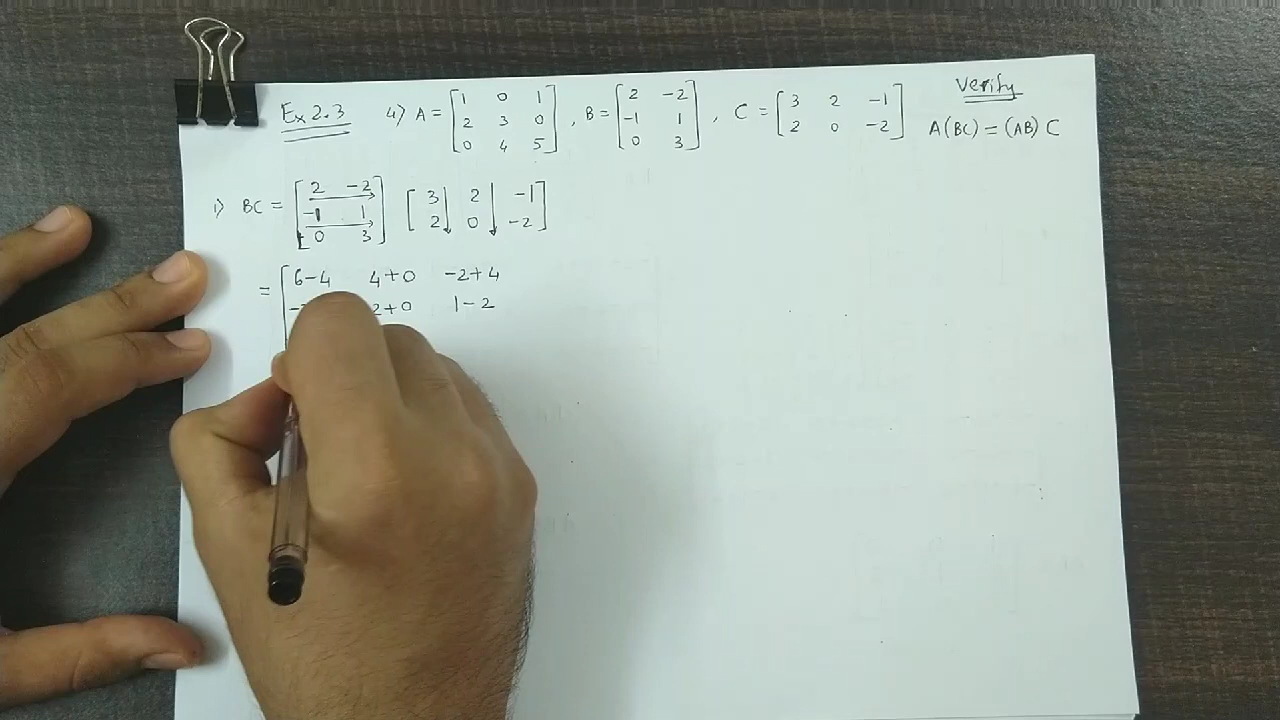 Ex 2.3 4) A = [1 0 1 , B = [2 -2 , C = [3 2 -1 Verify
2 3 0 -1 1 2 0 -2] A(BC) = (AB) C
0 4 5] 0 3]
1) BC = [2 -2 [3 2 -1
-1 1 2 0 -2]
0 3]
= [6-4 4+0 -2+4
2+0 1-2